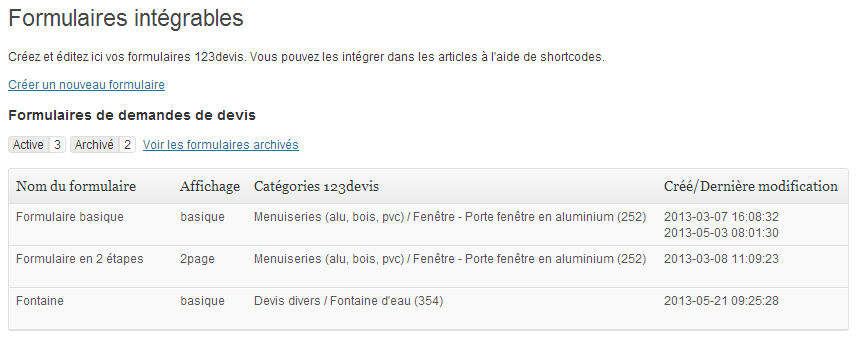 Formulaires intégrables
Créez et éditez ici vos formulaires 123devis. Vous pouvez les intégrer dans les articles à l'aide de shortcodes.
Créer un nouveau formulaire
Formulaires de demandes de devis
Active 3 Archivé 2 Voir les formulaires archivés
Nom du formulaire Affichage Catégories 123devis Créé/Dernière modification
Formulaire basique basique Menuiseries (alu, bois, pvc) / Fenêtre - Porte fenêtre en aluminium (252) 2013-03-07 16:08:32
2013-05-03 08:01:30
Formulaire en 2 étapes 2page Menuiseries (alu, bois, pvc) / Fenêtre - Porte fenêtre en aluminium (252) 2013-03-08 11:09:23
Fontaine basique Devis divers / Fontaine d'eau (354) 2013-05-21 09:25:28